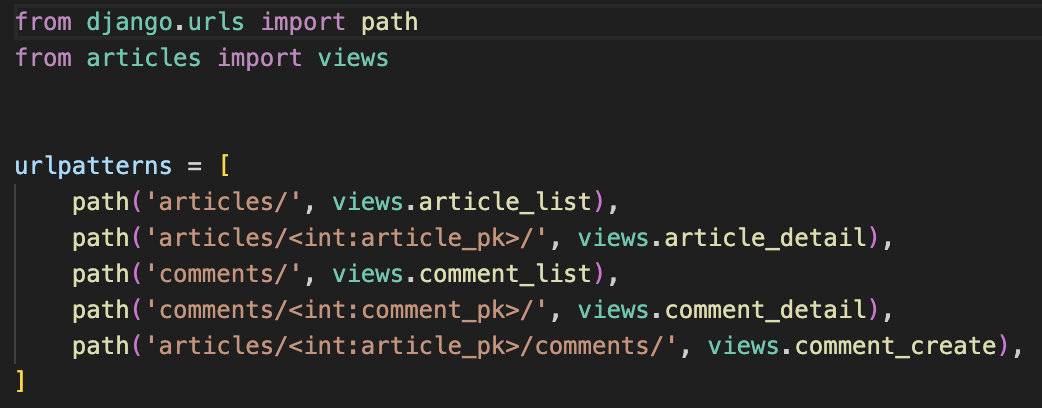 from django.urls import path
from articles import views
urlpatterns = [
    path('articles/', views.article_list),
    path('articles/<int:article_pk>/', views.article_detail),
    path('comments/', views.comment_list),
    path('comments/<int:comment_pk>/', views.comment_detail),
    path('articles/<int:article_pk>/comments/', views.comment_create),
]